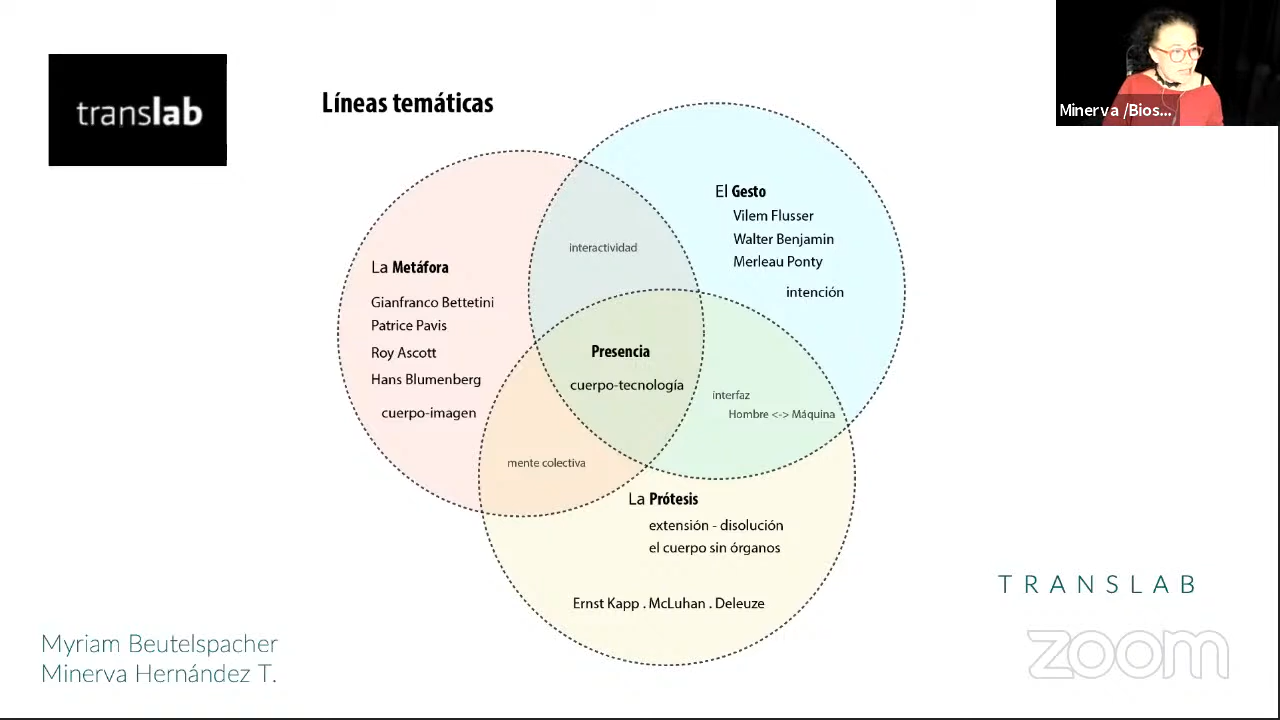 translab
Líneas temáticas
Minerva /Bios...
El Gesto
Vilem Flusser
Walter Benjamin
Merleau Ponty
intención
interactividad
La Metáfora
Gianfranco Bettetini
Patrice Pavis
Roy Ascott
Hans Blumenberg
cuerpo-imagen
Presencia
cuerpo-tecnología
interfaz
Hombre <-> Máquina
mente colectiva
La Prótesis
extensión - disolución
el cuerpo sin órganos
Ernst Kapp . McLuhan . Deleuze
TRANSLAB
zoom
Myriam Beutelspacher
Minerva Hernández T.